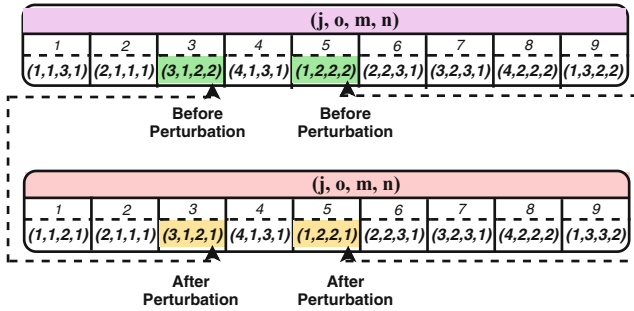 (j, o, m, n)
1 2 3 4 5 6 7 8 9
(1,1,3,1) (2,1,1,1) (3,1,2,2) (4,1,3,1) (1,2,2,2) (2,2,3,1) (3,2,3,1) (4,2,2,2) (1,3,2,2)
Before Before
Perturbation Perturbation
(j, o, m, n)
1 2 3 4 5 6 7 8 9
(1,1,2,1) (2,1,1,1) (3,1,2,1) (4,1,3,1) (1,2,2,1) (2,2,3,1) (3,2,3,1) (4,2,2,2) (1,3,3,2)
After After
Perturbation Perturbation